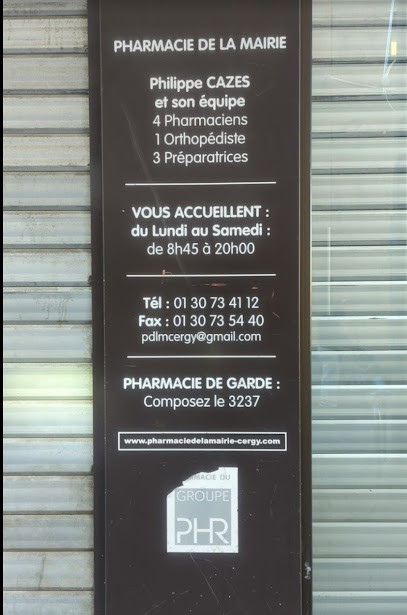 PHARMACIE DE LA MAIRIE
Philippe CAZES
et son équipe
4 Pharmaciens
1 Orthopédiste
3 Préparatrices
VOUS ACCUEILLENT :
du Lundi au Samedi :
de 8h45 à 20h00
Tél : 01 30 73 41 12
Fax : 01 30 73 54 40
pdlmcergy@gmail.com
PHARMACIE DE GARDE :
Composez le 3237
www.pharmaciedelamairie-cergy.com
DU
GROUPE
PHR